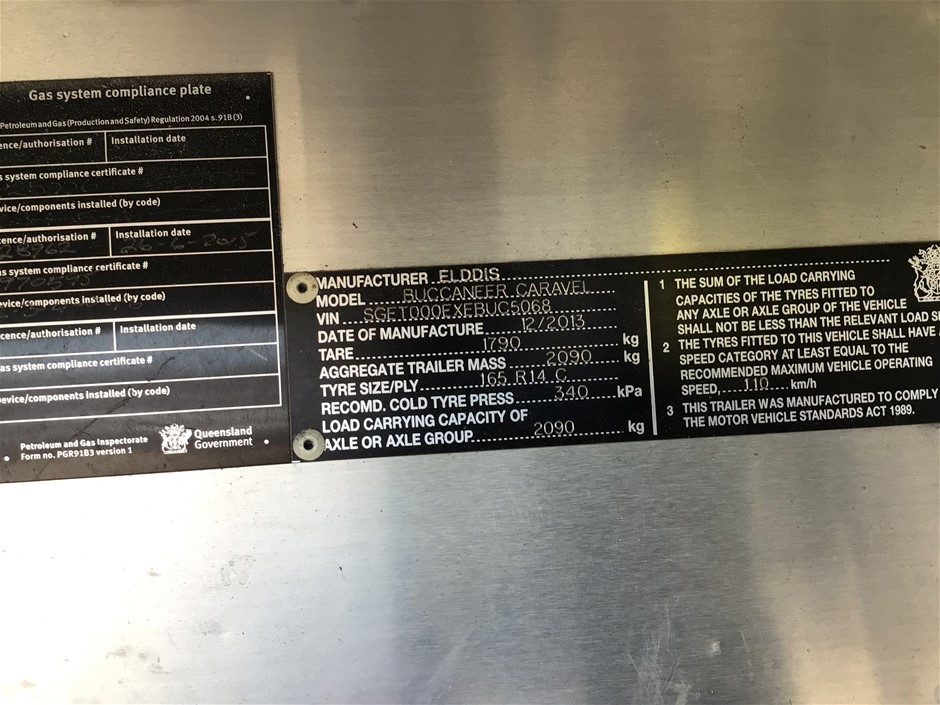 Gas system compliance plate
Petroleum and Gas (Production and Safety) Regulation 2004 s.91B (3)
ence/authorisation # Installation date
s system compliance certificate #
vice/components installed (by code)
cence/authorisation # Installation date
26-6-2015
as system compliance certificate #
evice/components installed (by code)
cence/authorisation # Installation date
as system compliance certificate #
evice/components installed (by code)
Petroleum and Gas Inspectorate
Form no. PGR91B3 version 1
Queensland
Government
MANUFACTURER ELDDIS
MODEL BUCCANEER CARAVEL
VIN SGET000EXEBUC5068
DATE OF MANUFACTURE 12/2013
TARE 1790 kg
AGGREGATE TRAILER MASS 2090 kg
TYRE SIZE/PLY 165 R14 C
RECOMD. COLD TYRE PRESS 340 kPa
LOAD CARRYING CAPACITY OF
AXLE OR AXLE GROUP 2090 kg
1 THE SUM OF THE LOAD CARRYING
CAPACITIES OF THE TYRES FITTED TO
ANY AXLE OR AXLE GROUP OF THE VEHICLE
SHALL NOT BE LESS THAN THE RELEVANT LOAD S
2 THE TYRES FITTED TO THIS VEHICLE SHALL HAVE
SPEED CATEGORY AT LEAST EQUAL TO THE
RECOMMENDED MAXIMUM VEHICLE OPERATING
SPEED, 110 km/h
3 THIS TRAILER WAS MANUFACTURED TO COMPLY
THE MOTOR VEHICLE STANDARDS ACT 1989.